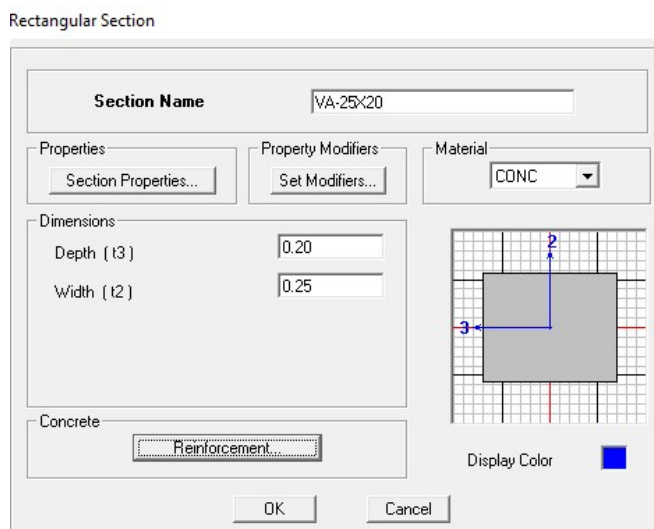 Rectangular Section
Section Name
VA-25X20
Properties
Section Properties...
Property Modifiers
Set Modifiers...
Material
CONC
Dimensions
Depth ( t3 )
0.20
Width ( t2 )
0.25
2
3
Concrete
Reinforcement...
Display Color
OK
Cancel